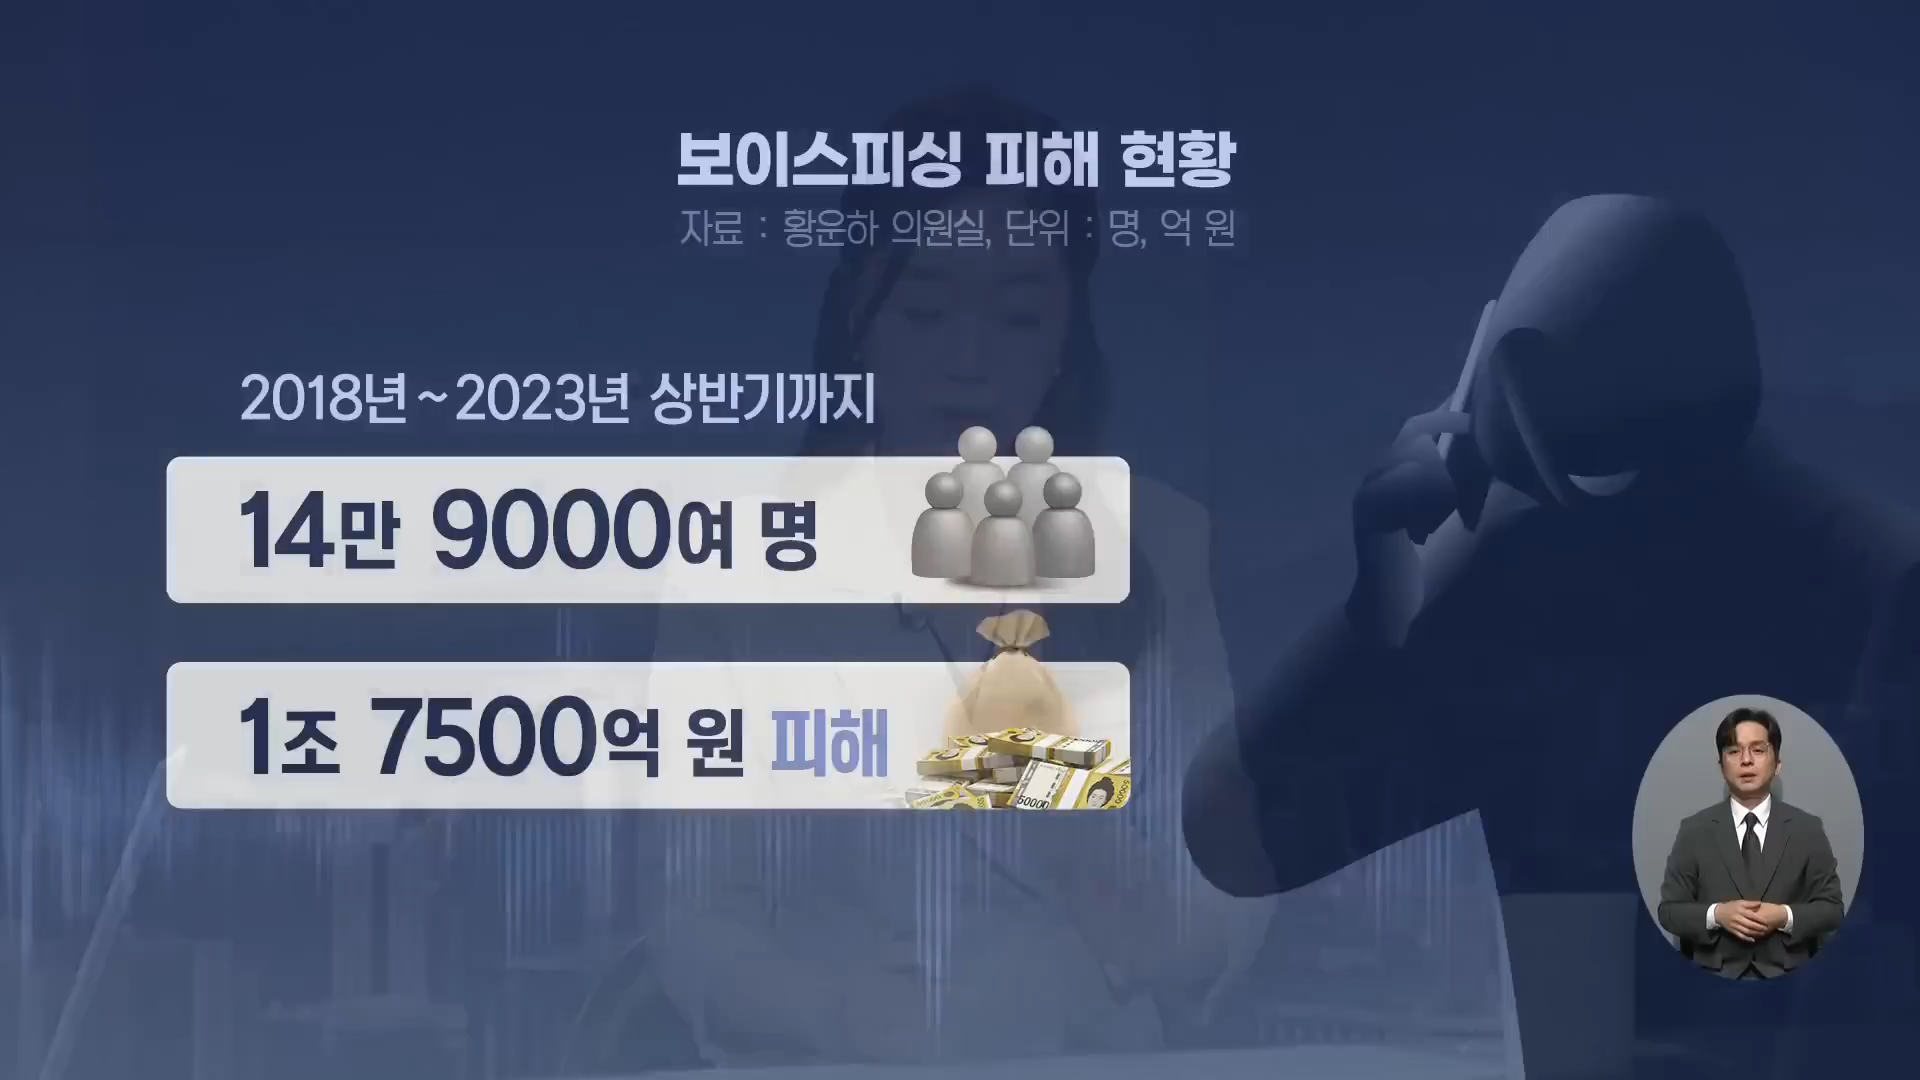 보이스피싱 피해 현황
자료 : 황운하 의원실, 단위 : 명, 억 원
2018년~2023년 상반기까지
14만 9000여 명
1조 7500억 원 피해
50000
50000